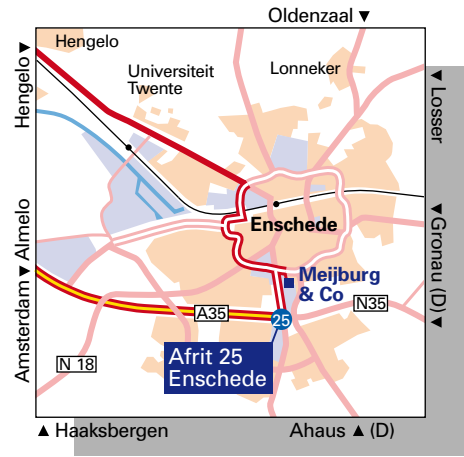 Oldenzaal ▼
Hengelo
Hengelo ▼
Universiteit
Twente
Lonneker
▲ Losser
Enschede
Amsterdam ▼ Almelo
▲ Gronau (D) ▼
Meijburg
& Co
A35
N35
25
N 18
Afrit 25
Enschede
▲ Haaksbergen
Ahaus ▲ (D)